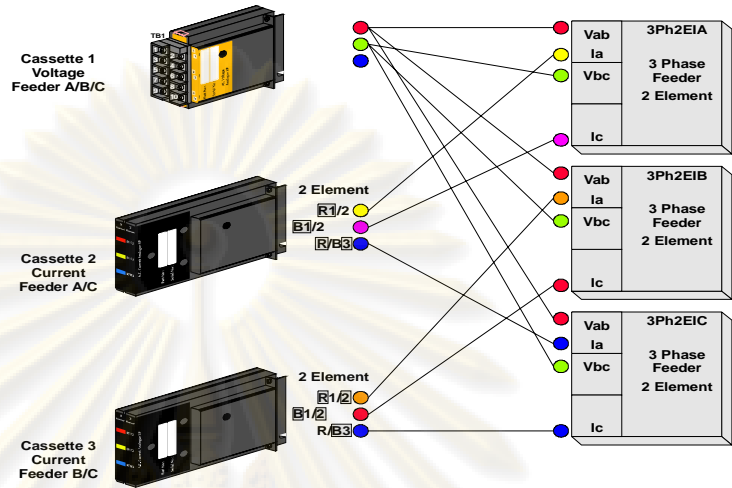 TB1
Cassette 1
Voltage
Feeder A/B/C
3Ph2EIA
Vab
Ia
Vbc
Ic
3 Phase
Feeder
2 Element
2 Element
R1/2
B1/2
R/B3
Cassette 2
Current
Feeder A/C
3Ph2EIB
Vab
Ia
Vbc
Ic
3 Phase
Feeder
2 Element
3Ph2EIC
Vab
Ia
Vbc
Ic
3 Phase
Feeder
2 Element
2 Element
R1/2
B1/2
R/B3
Cassette 3
Current
Feeder B/C